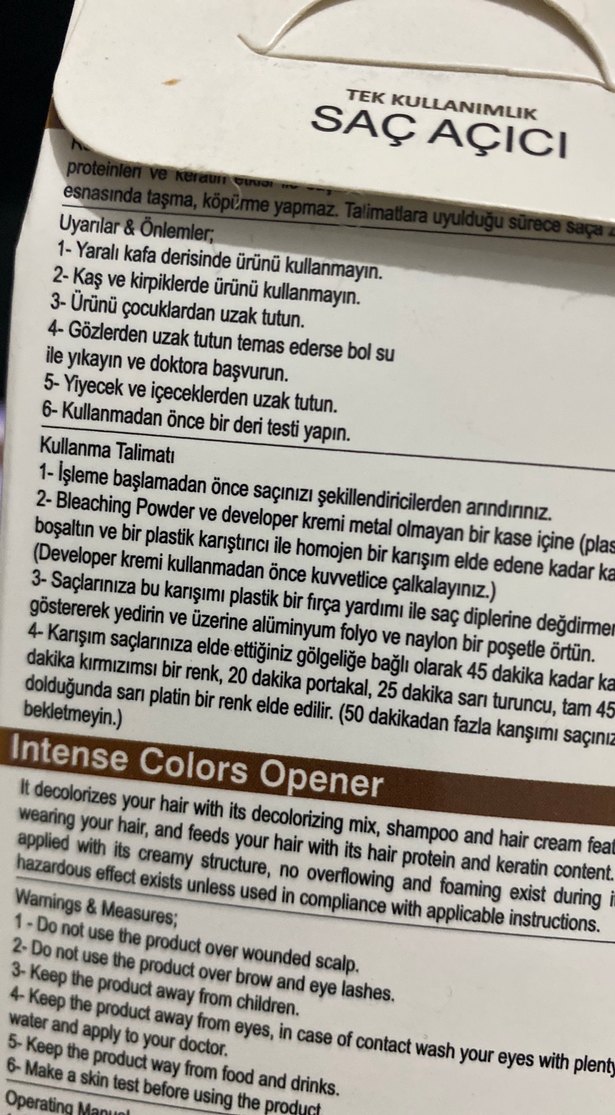 TEK KULLANIMLIK
SAÇ AÇICI
proteinleri ve keratin etkisi ile
esnasında taşma, köpürme yapmaz. Talimatlara uyulduğu sürece saça
Uyarılar & Önlemler;
1- Yaralı kafa derisinde ürünü kullanmayın.
2- Kaş ve kirpiklerde ürünü kullanmayın.
3- Ürünü çocuklardan uzak tutun.
4- Gözlerden uzak tutun temas ederse bol su
ile yıkayın ve doktora başvurun.
5- Yiyecek ve içeceklerden uzak tutun.
6- Kullanmadan önce bir deri testi yapın.
Kullanma Talimatı
1- İşleme başlamadan önce saçınızı şekillendiricilerden arındırınız.
2- Bleaching Powder ve developer kremi metal olmayan bir kase içine (plas
boşaltın ve bir plastik karıştırıcı ile homojen bir karışım elde edene kadar ka
(Developer kremi kullanmadan önce kuvvetlice çalkalayınız.)
3- Saçlarınıza bu karışımı plastik bir fırça yardımı ile saç diplerine değdirme
göstererek yedirin ve üzerine alüminyum folyo ve naylon bir poşetle örtün.
4- Karışım saçlarınıza elde ettiğiniz gölgeliğe bağlı olarak 45 dakika kadar ka
dakika kırmızımsı bir renk, 20 dakika portakal, 25 dakika sarı turuncu, tam 45
dolduğunda sarı platin bir renk elde edilir. (50 dakikadan fazla karışımı saçınız
bekletmeyin.)
Intense Colors Opener
It decolorizes your hair with its decolorizing mix, shampoo and hair cream feat
wearing your hair, and feeds your hair with its hair protein and keratin content.
applied with its creamy structure, no overflowing and foaming exist during i
hazardous effect exists unless used in compliance with applicable instructions.
Warnings & Measures;
1 - Do not use the product over wounded scalp.
2- Do not use the product over brow and eye lashes.
3- Keep the product away from children.
4- Keep the product away from eyes, in case of contact wash your eyes with plenty
water and apply to your doctor.
5- Keep the product way from food and drinks.
6- Make a skin test before using the product
Operating Manual